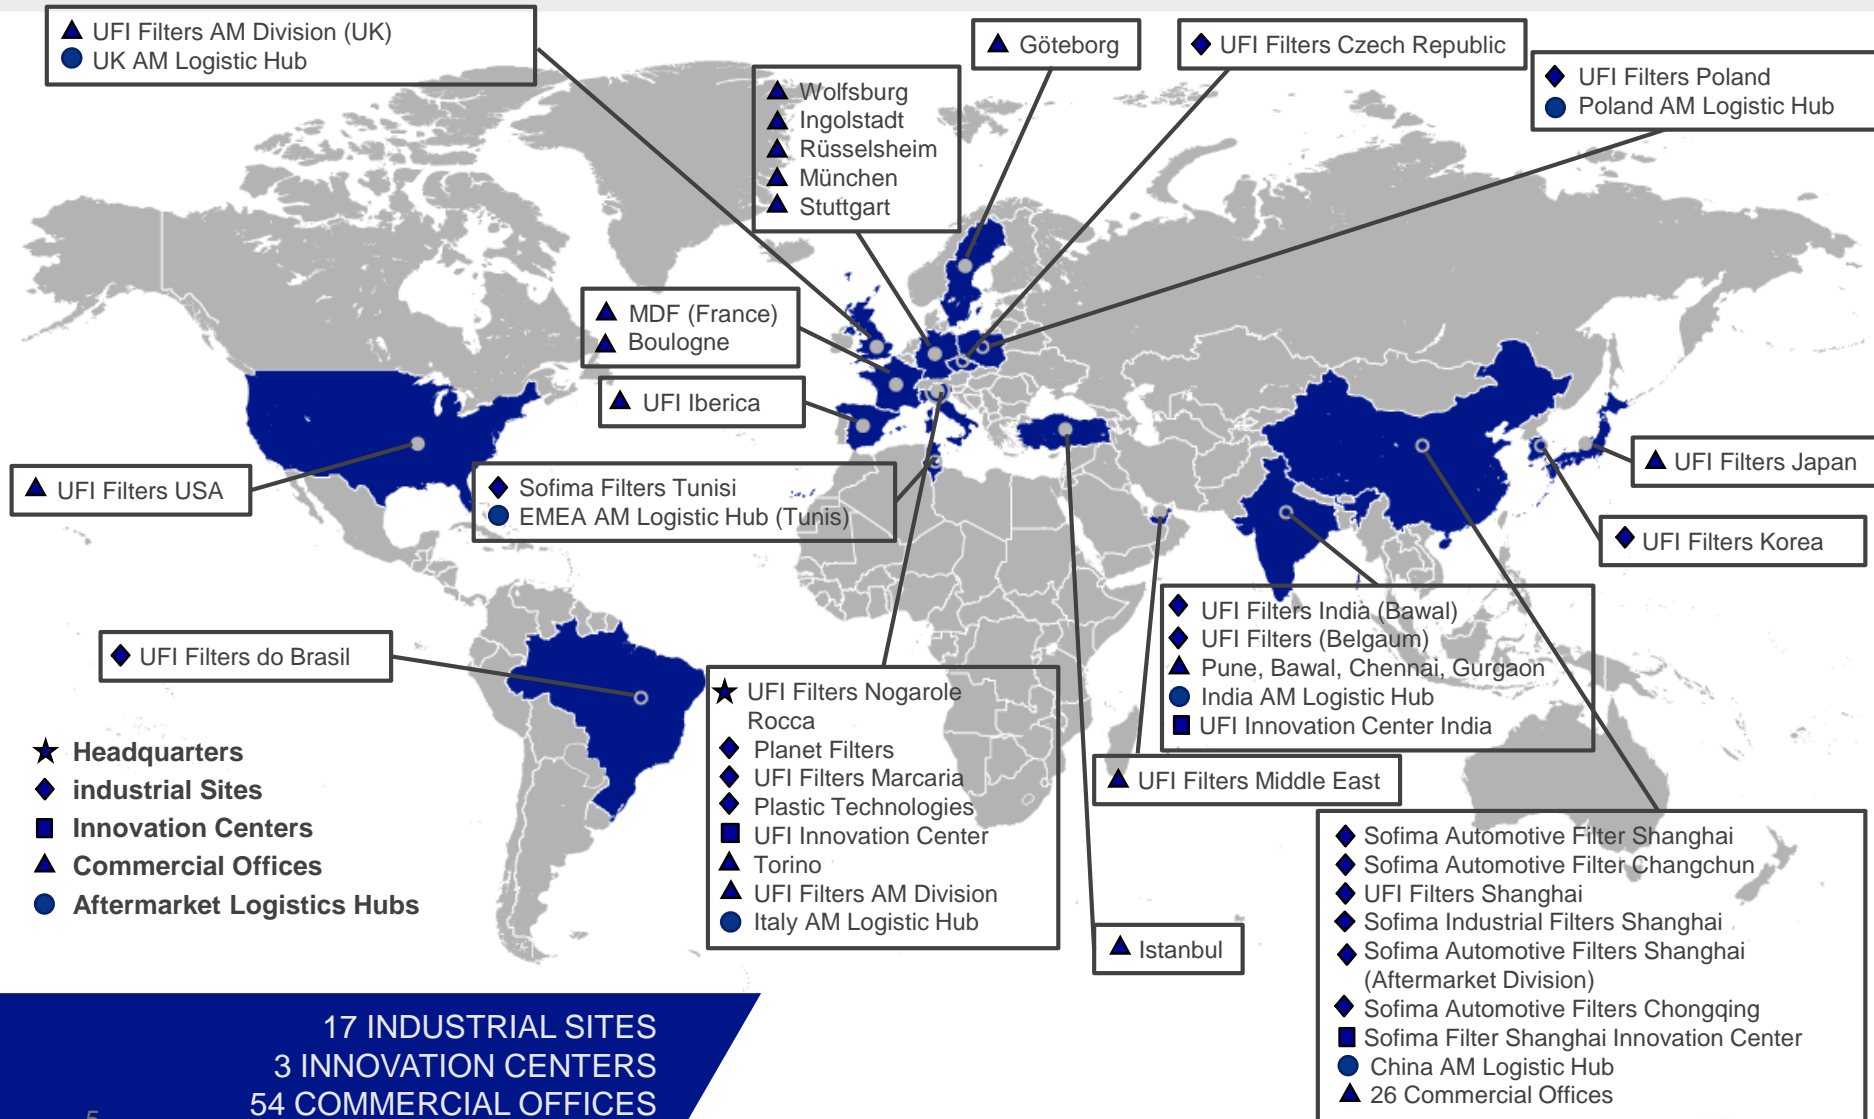 UFI Filters AM Division (UK)
UK AM Logistic Hub
Göteborg
UFI Filters Czech Republic
UFI Filters Poland
Poland AM Logistic Hub
Wolfsburg
Ingolstadt
Rüsselsheim
München
Stuttgart
MDF (France)
Boulogne
UFI Iberica
UFI Filters USA
Sofima Filters Tunisi
EMEA AM Logistic Hub (Tunis)
UFI Filters Japan
UFI Filters Korea
UFI Filters India (Bawal)
UFI Filters (Belgaum)
Pune, Bawal, Chennai, Gurgaon
India AM Logistic Hub
UFI Innovation Center India
UFI Filters do Brasil
UFI Filters Nogarole
Rocca
Planet Filters
UFI Filters Marcaria
Plastic Technologies
UFI Innovation Center
Torino
UFI Filters AM Division
Italy AM Logistic Hub
UFI Filters Middle East
Istanbul
Sofima Automotive Filter Shanghai
Sofima Automotive Filter Changchun
UFI Filters Shanghai
Sofima Industrial Filters Shanghai
Sofima Automotive Filters Shanghai
(Aftermarket Division)
Sofima Automotive Filters Chongqing
Sofima Filter Shanghai Innovation Center
China AM Logistic Hub
26 Commercial Offices
Headquarters
industrial Sites
Innovation Centers
Commercial Offices
Aftermarket Logistics Hubs
17 INDUSTRIAL SITES
3 INNOVATION CENTERS
54 COMMERCIAL OFFICES
5